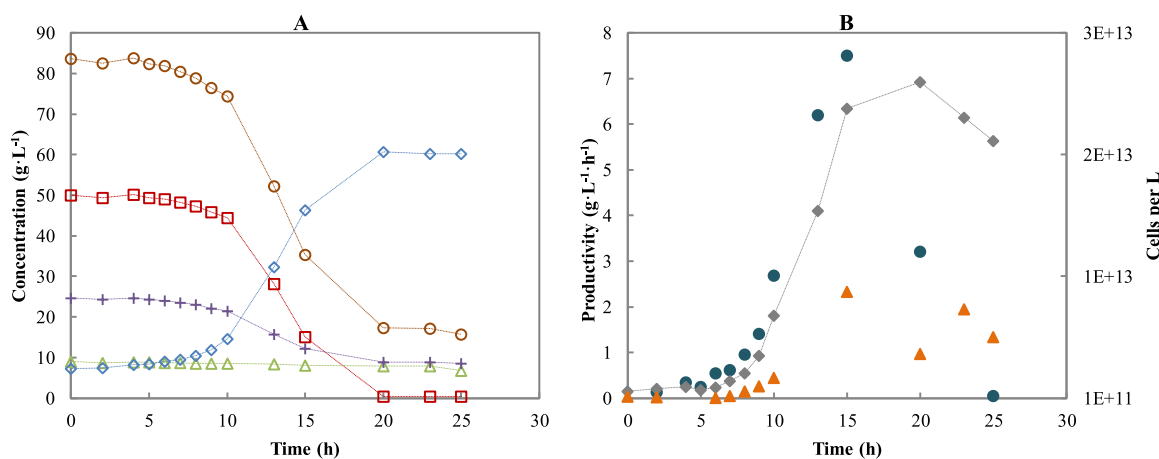 A
B
90
80
70
60
50
40
30
20
10
0
Concentration (g·L⁻¹)
0 5 10 15 20 25 30
Time (h)
8
7
6
5
4
3
2
1
0
Productivity (g·L⁻¹·h⁻¹)
0 5 10 15 20 25 30
Time (h)
3E+13
2E+13
1E+13
1E+11
Cells per L